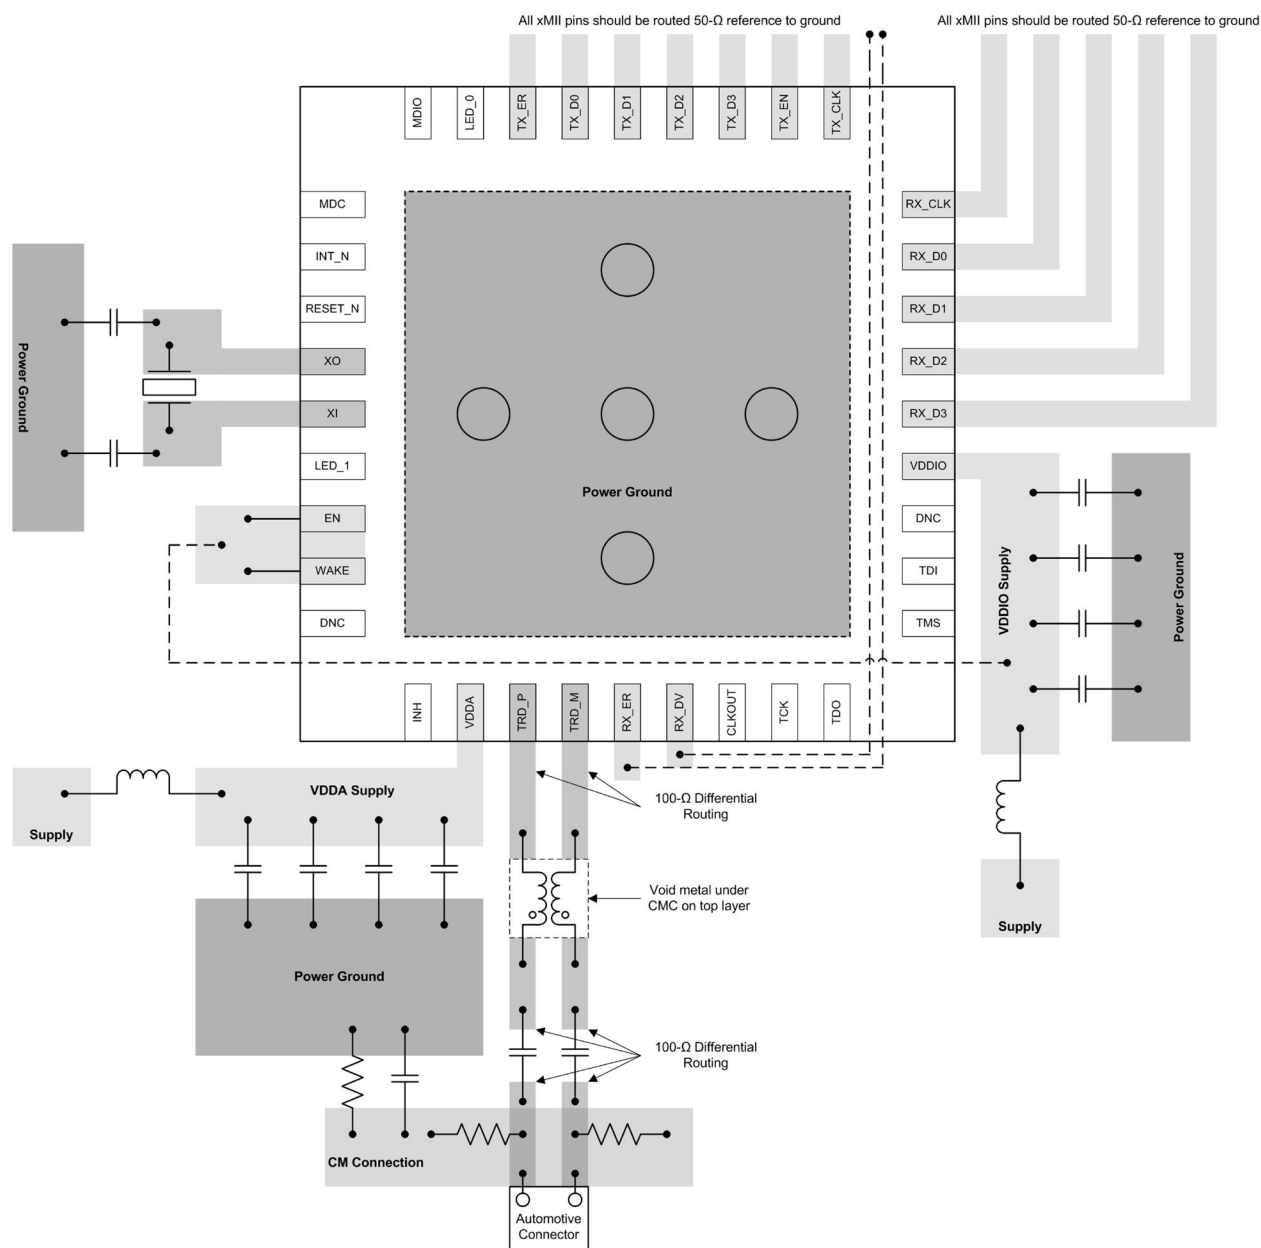 All xMII pins should be routed 50-Ω reference to ground
All xMII pins should be routed 50-Ω reference to ground
MDIO
LED_0
TX_ER
TX_D0
TX_D1
TX_D2
TX_D3
TX_EN
TX_CLK
MDC
INT_N
RESET_N
XO
XI
LED_1
EN
WAKE
DNC
Power Ground
Power Ground
RX_CLK
RX_D0
RX_D1
RX_D2
RX_D3
VDDIO
DNC
TDI
TMS
VDDIO Supply
Power Ground
INH
VDDA
TRD_P
TRD_M
RX_ER
RX_DV
CLKOUT
TCK
TDO
Supply
VDDA Supply
100-Ω Differential
Routing
Void metal under
CMC on top layer
Supply
Power Ground
100-Ω Differential
Routing
CM Connection
Automotive
Connector